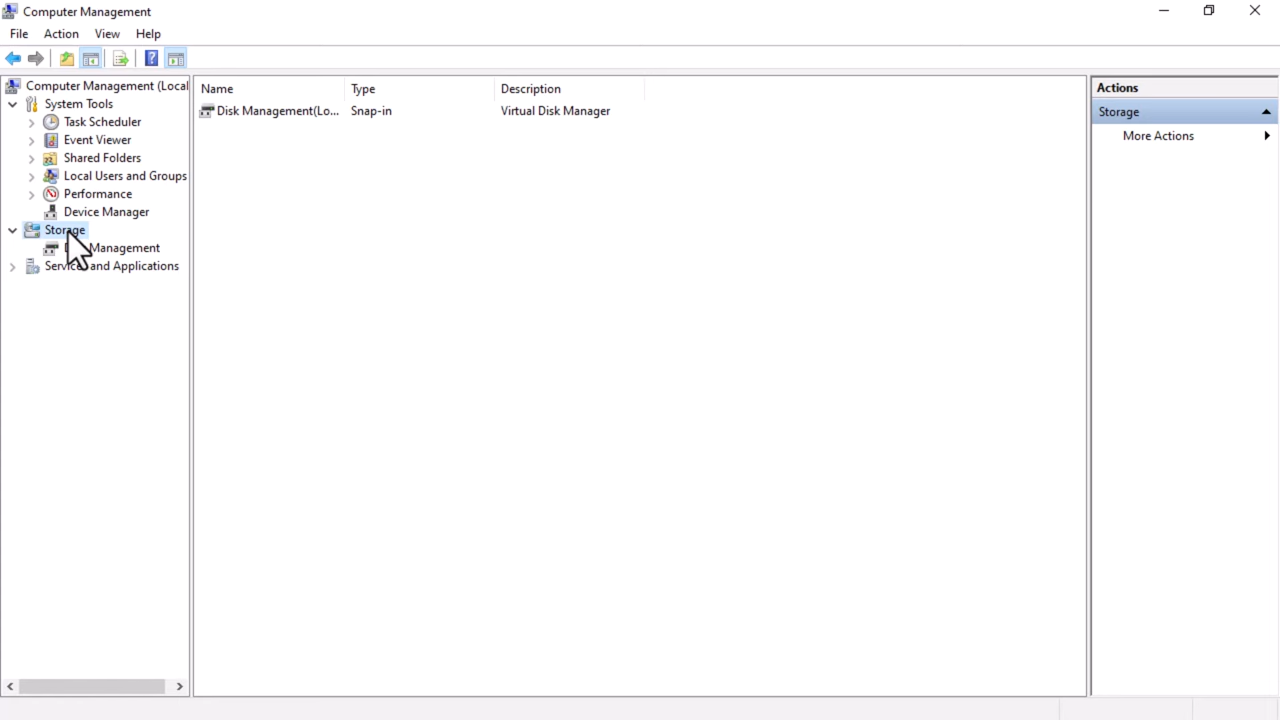 Computer Management
File Action View Help
Computer Management (Local
System Tools
Task Scheduler
Event Viewer
Shared Folders
Local Users and Groups
Performance
Device Manager
Storage
Management
and Applications
Name Type Description
Disk Management(Lo... Snap-in Virtual Disk Manager
Actions
Storage
More Actions